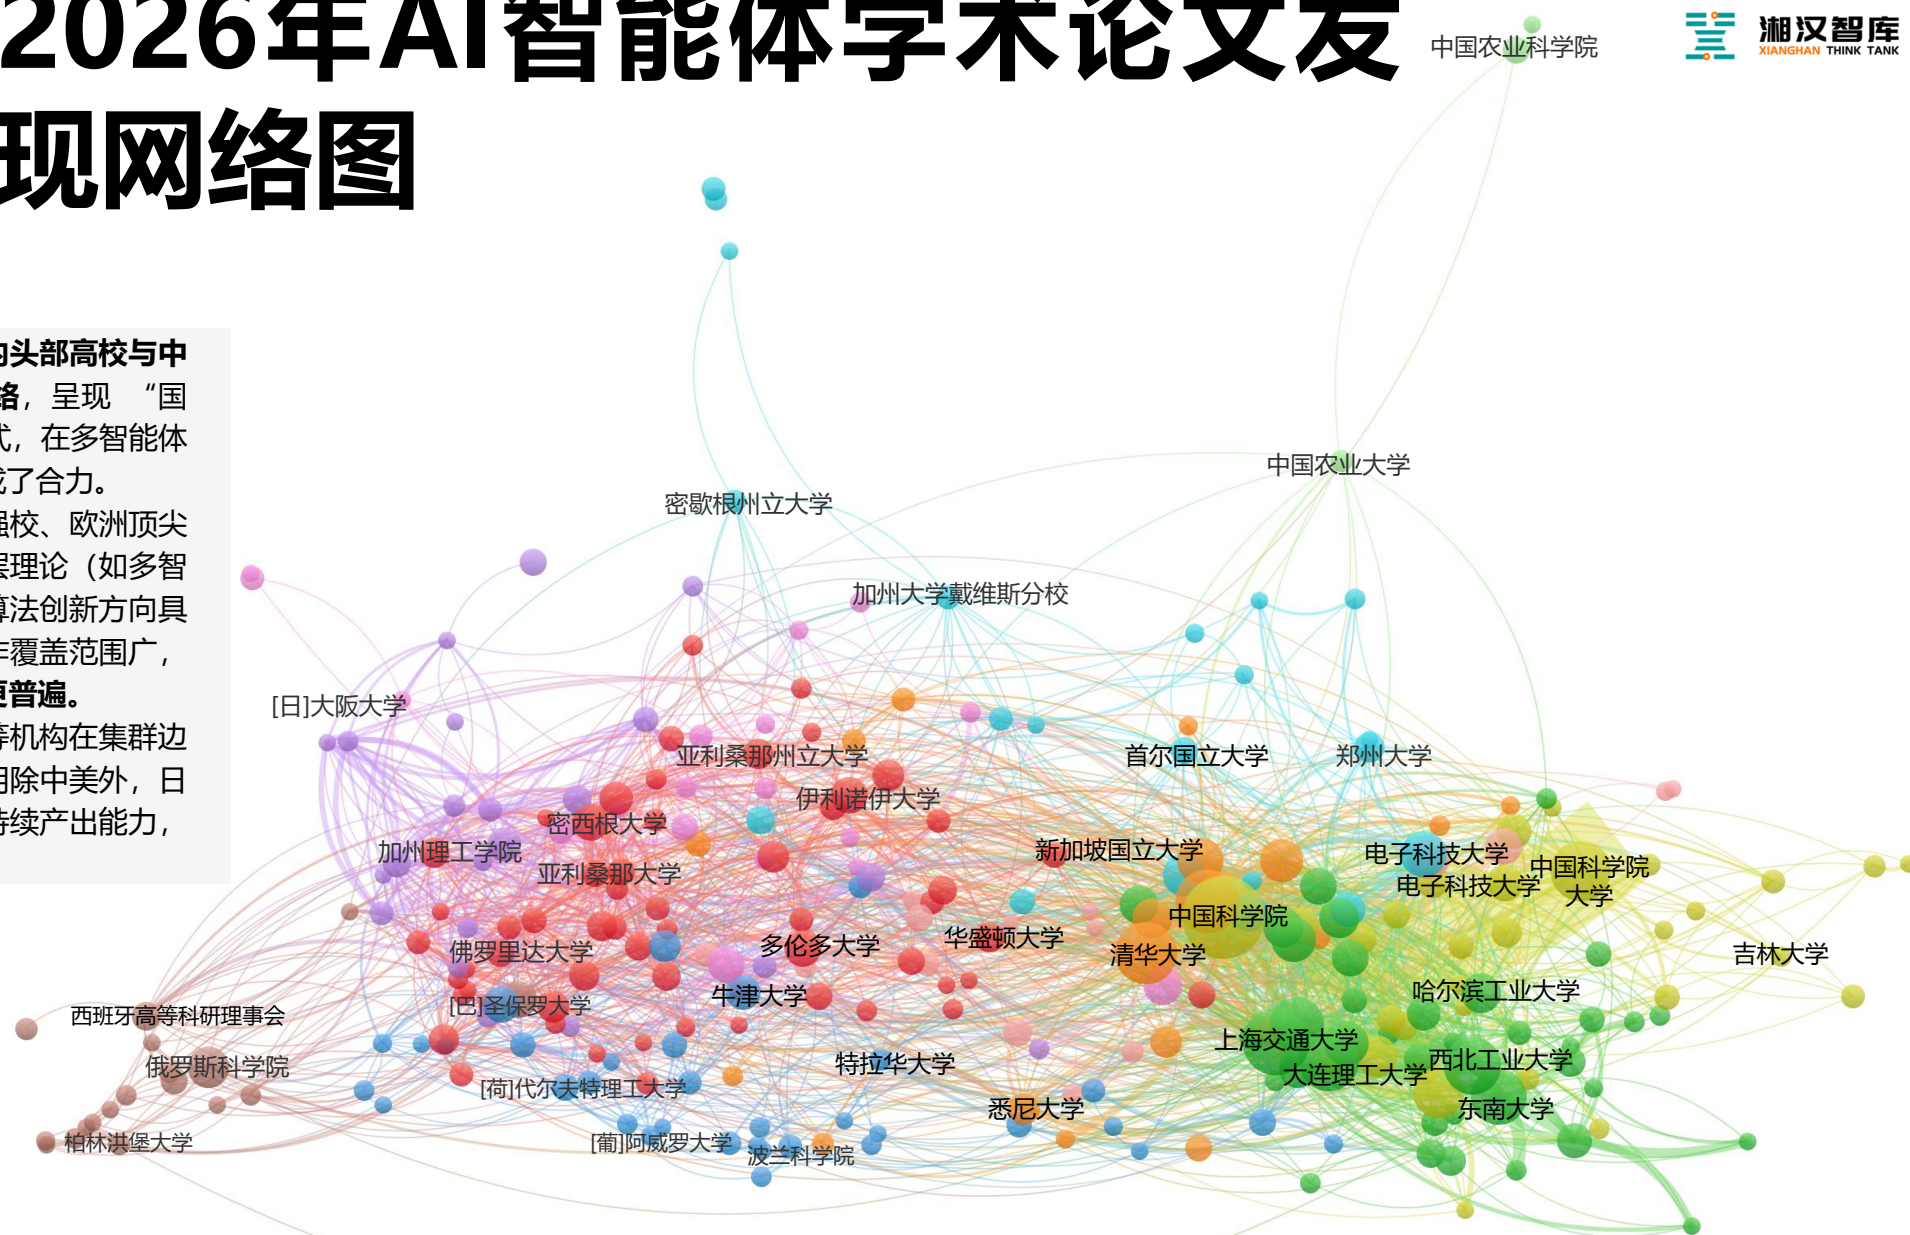 2026年AI智能体学术论文发
现网络图
湘汉智库
XIANGHAN THINK TANK
头部高校与中
络，呈现 “国
式，在多智能体
成了合力。
强校、欧洲顶尖
层理论（如多智
算法创新方向具
作覆盖范围广，
更普遍。
等机构在集群边
明除中美外，日
持续产出能力，
中国农业科学院
中国农业大学
密歇根州立大学
加州大学戴维斯分校
[日]大阪大学
亚利桑那州立大学
首尔国立大学
郑州大学
伊利诺伊大学
密西根大学
加州理工学院
新加坡国立大学
电子科技大学
中国科学院
大学
亚利桑那大学
电子科技大学
中国科学院
佛罗里达大学
多伦多大学
华盛顿大学
清华大学
吉林大学
[巴]圣保罗大学
牛津大学
哈尔滨工业大学
西班牙高等科研理事会
上海交通大学
俄罗斯科学院
特拉华大学
西北工业大学
[荷]代尔夫特理工大学
大连理工大学
悉尼大学
东南大学
柏林洪堡大学
[葡]阿威罗大学
波兰科学院